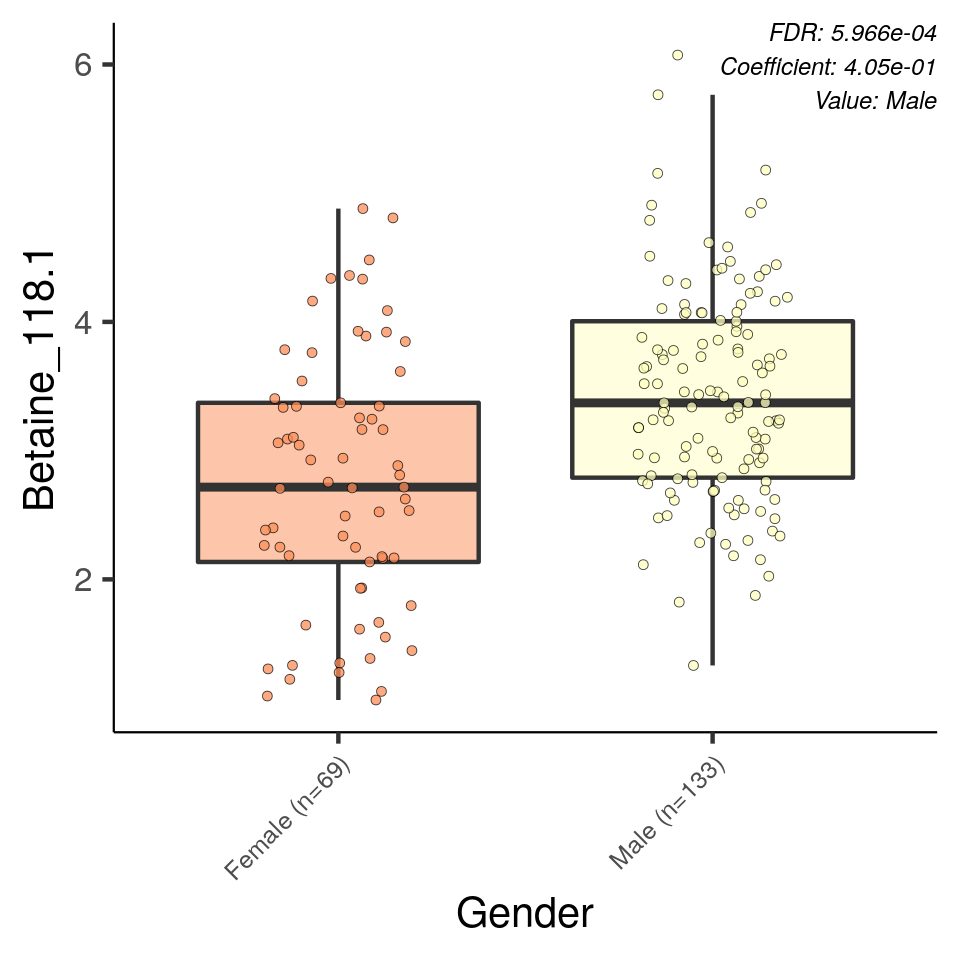 FDR: 5.966e-04
Coefficient: 4.05e-01
Value: Male
6
4
2
Betaine_118.1
Female (n=69)
Male (n=133)
Gender